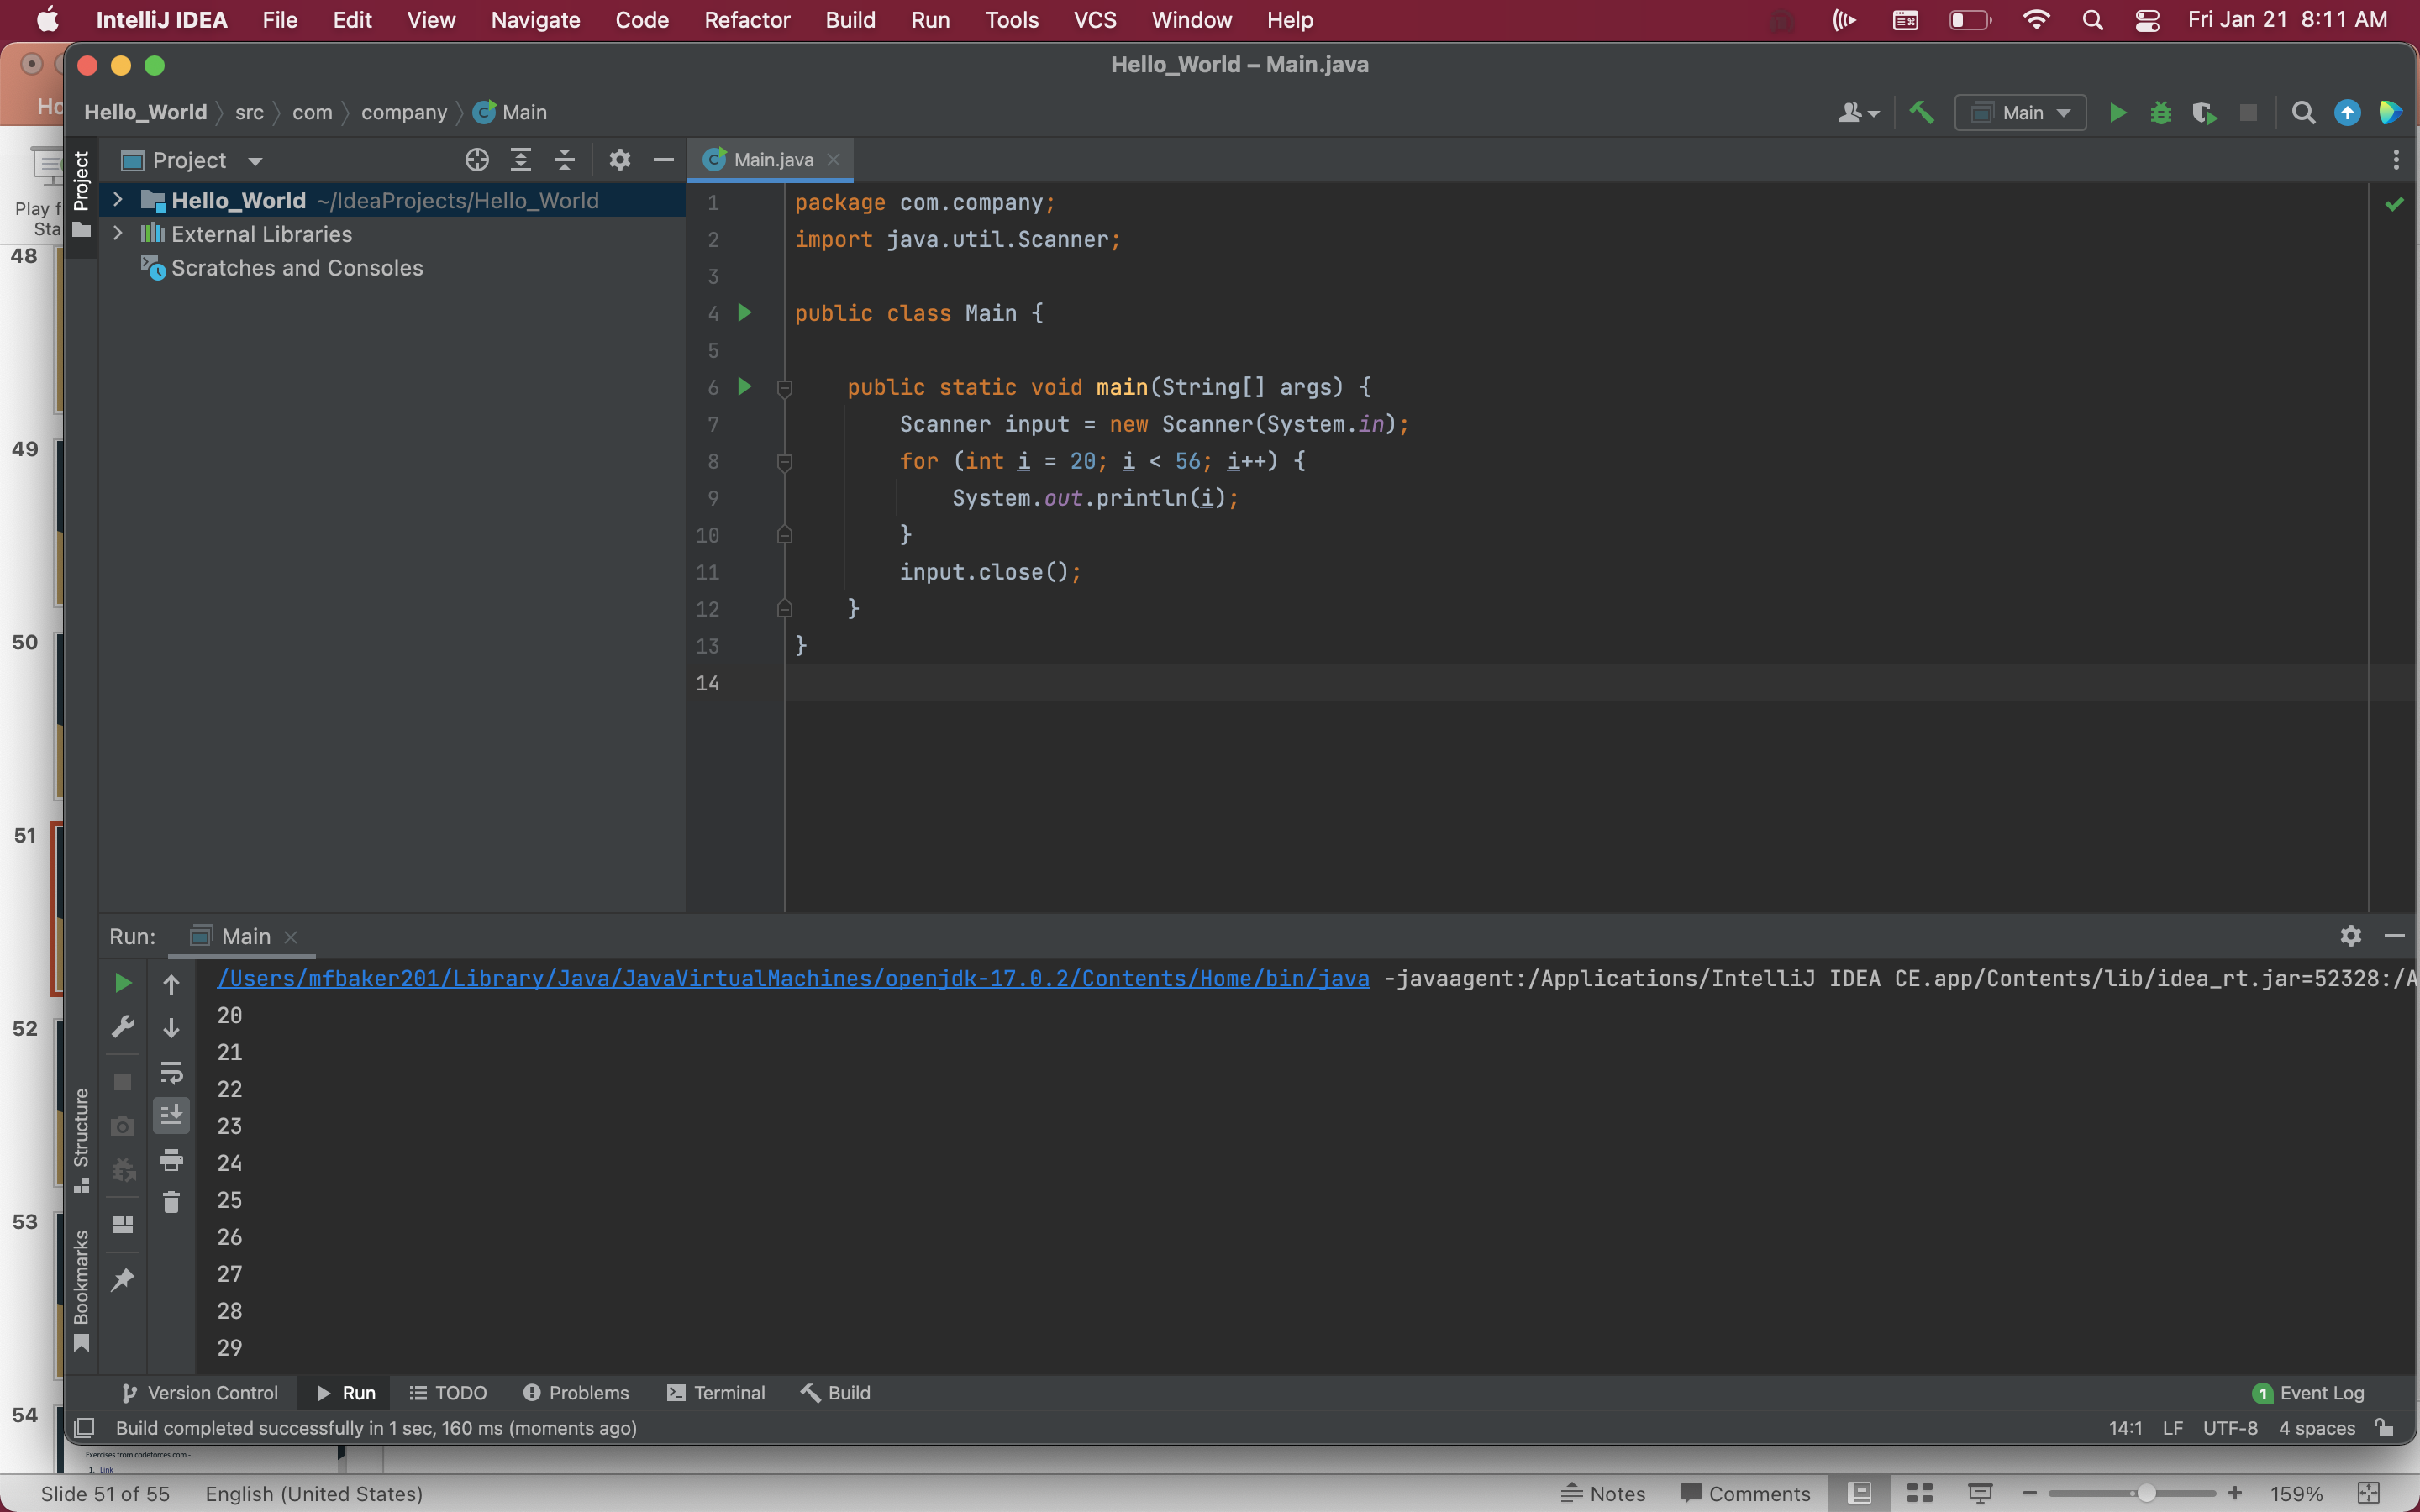 IntelliJ IDEA File Edit View Navigate Code Refactor Build Run Tools VCS Window Help Fri Jan 21 8:11 AM
Hello_World – Main.java
Hello_World src com company Main
Main
Project
Main.java
Project
Play f
Sta
Hello_World ~/IdeaProjects/Hello_World
External Libraries
Scratches and Consoles
48
49
50
51
52
53
54
1 package com.company;
2 import java.util.Scanner;
3
4 public class Main {
5
6     public static void main(String[] args) {
7         Scanner input = new Scanner(System.in);
8         for (int i = 20; i < 56; i++) {
9             System.out.println(i);
10         }
11         input.close();
12     }
13 }
14
Run: Main
/Users/mfbaker201/Library/Java/JavaVirtualMachines/openjdk-17.0.2/Contents/Home/bin/java -javaagent:/Applications/IntelliJ IDEA CE.app/Contents/lib/idea_rt.jar=52328:/A
20
21
22
23
24
25
26
27
28
29
Structure
Bookmarks
Version Control Run TODO Problems Terminal Build 1 Event Log
Build completed successfully in 1 sec, 160 ms (moments ago) 14:1 LF UTF-8 4 spaces
Exercises from codeforces.com -
1. Link
Slide 51 of 55 English (United States) Notes Comments 159%